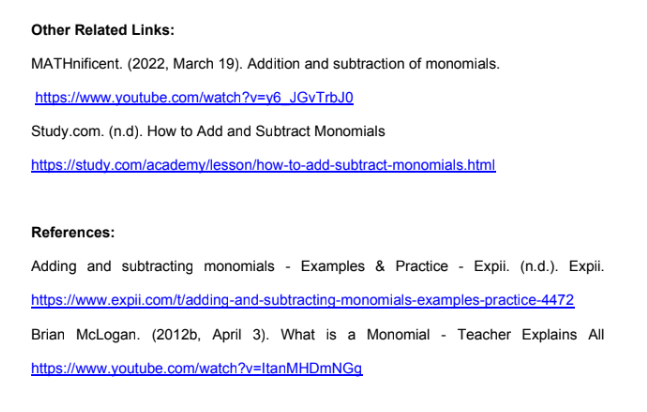 Other Related Links:
MATHnificent. (2022, March 19). Addition and subtraction of monomials.
https://www.youtube.com/watch?v=y6_JGvTrbJ0
Study.com. (n.d). How to Add and Subtract Monomials
https://study.com/academy/lesson/how-to-add-subtract-monomials.html
References:
Adding and subtracting monomials - Examples & Practice - Expii. (n.d.). Expii.
https://www.expii.com/t/adding-and-subtracting-monomials-examples-practice-4472
Brian McLogan. (2012b, April 3). What is a Monomial - Teacher Explains All
https://www.youtube.com/watch?v=ItanMHDmNGg